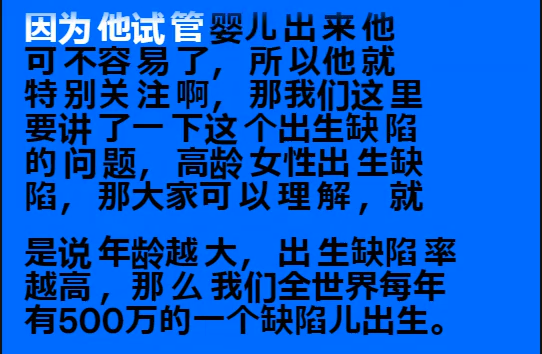 因为他试管婴儿出来他
可不容易了，所以他就
特别关注啊，那我们这里
要讲了一下这个出生缺陷
的问题，高龄女性出生缺
陷，那大家可以理解，就
是说年龄越大，出生缺陷率
越高，那么我们全世界每年
有500万的一个缺陷儿出生。